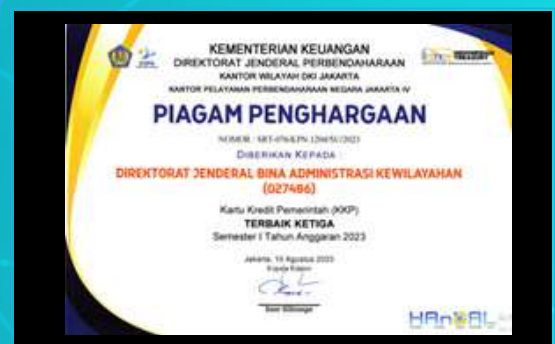 KEMENTERIAN KEUANGAN
DIREKTORAT JENDERAL PERBENDAHARAAN
KANTOR WILAYAH DKI JAKARTA
KANTOR PELAYANAN PERBENDAHARAAN NEGARA JAKARTA IV
PIAGAM PENGHARGAAN
NOMOR :
DIBERIKAN KEPADA :
DIREKTORAT JENDERAL BINA ADMINISTRASI KEWILAYAHAN
(027486)
Kartu Kredit Pemerintah (KKP)
TERBAIK KETIGA
Semester I Tahun Anggaran 2023
Jakarta, Agustus 2023
Kepala Kantor
HAnDAL